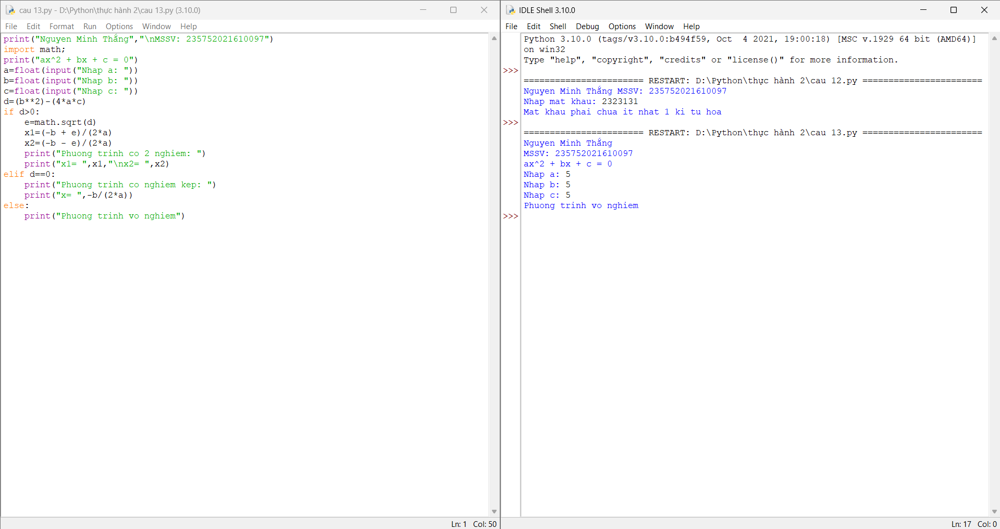 cau 13.py - D:\Python\thực hành 2\cau 13.py (3.10.0)
File Edit Format Run Options Window Help
print("Nguyen Minh Thắng","\nMSSV: 235752021610097")
import math;
print("ax^2 + bx + c = 0")
a=float(input("Nhap a: "))
b=float(input("Nhap b: "))
c=float(input("Nhap c: "))
d=(b**2)-(4*a*c)
if d>0:
    e=math.sqrt(d)
    x1=(-b + e)/(2*a)
    x2=(-b - e)/(2*a)
    print("Phuong trinh co 2 nghiem: ")
    print("x1= ",x1,"\nx2= ",x2)
elif d==0:
    print("Phuong trinh co nghiem kep: ")
    print("x= ",-b/(2*a))
else:
    print("Phuong trinh vo nghiem")
Ln: 1 Col: 50
IDLE Shell 3.10.0
File Edit Shell Debug Options Window Help
Python 3.10.0 (tags/v3.10.0:b494f59, Oct  4 2021, 19:00:18) [MSC v.1929 64 bit (AMD64)]
on win32
Type "help", "copyright", "credits" or "license()" for more information.
>>>
======================= RESTART: D:\Python\thực hành 2\cau 12.py =======================
Nguyen Minh Thắng MSSV: 235752021610097
Nhap mat khau: 2323131
Mat khau phai chua it nhat 1 ki tu hoa
>>>
======================= RESTART: D:\Python\thực hành 2\cau 13.py =======================
Nguyen Minh Thắng
MSSV: 235752021610097
ax^2 + bx + c = 0
Nhap a: 5
Nhap b: 5
Nhap c: 5
Phuong trinh vo nghiem
>>>
Ln: 17 Col: 0